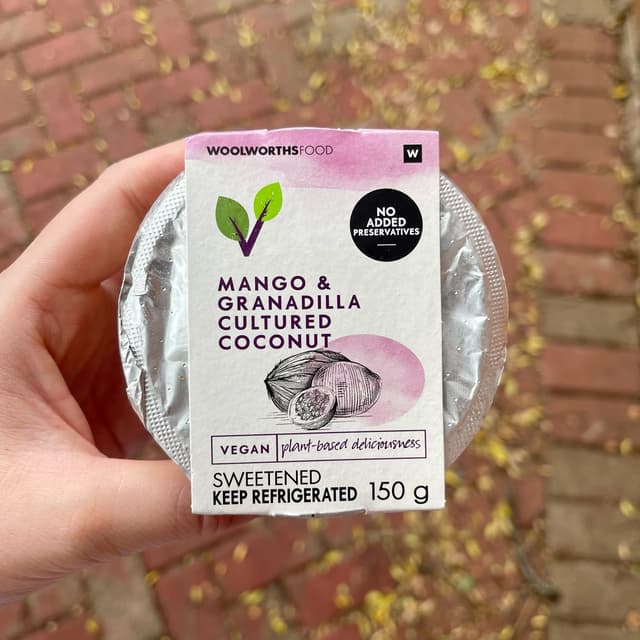 WOOLWORTHSFOOD
W
NO
ADDED
PRESERVATIVES
MANGO &
GRANADILLA
CULTURED
COCONUT
VEGAN plant-based deliciousness
SWEETENED
KEEP REFRIGERATED 150 g